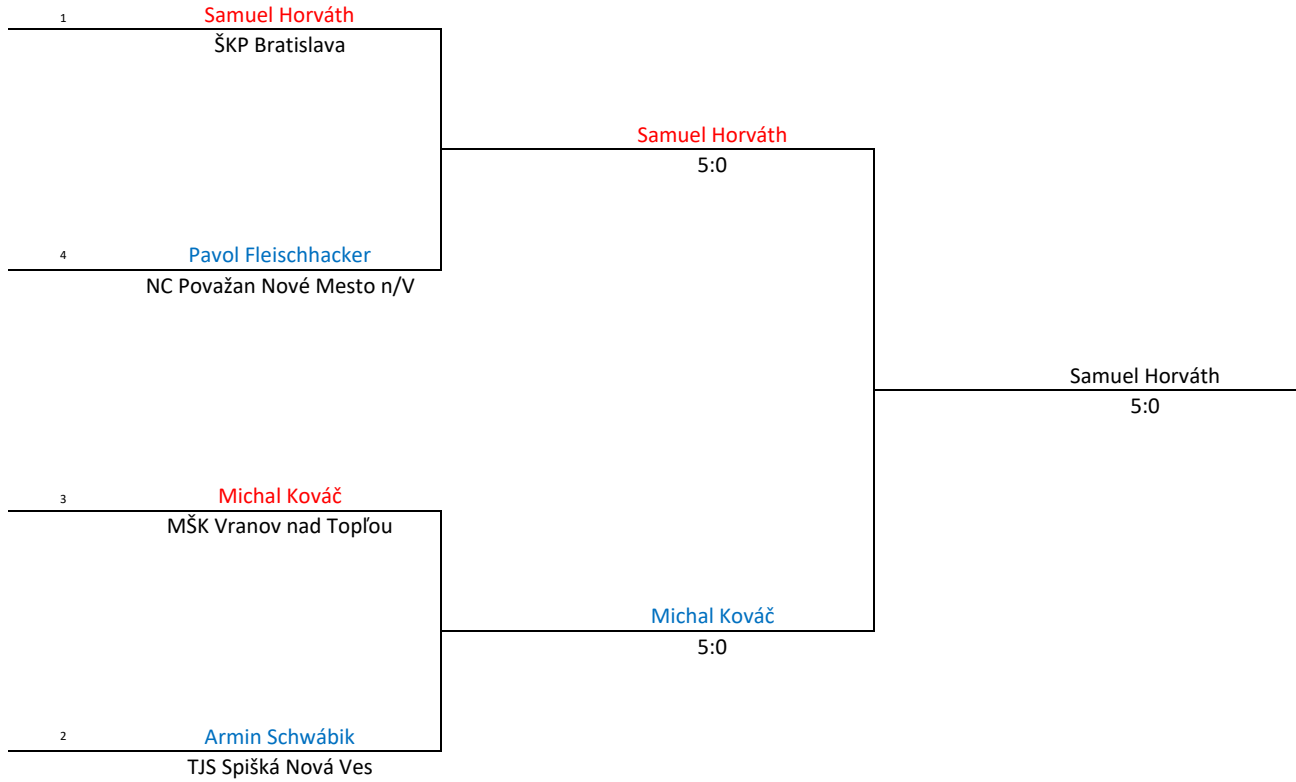 1 Samuel Horváth
ŠKP Bratislava
Samuel Horváth
5:0
4 Pavol Fleischhacker
NC Považan Nové Mesto n/V
Samuel Horváth
5:0
3 Michal Kováč
MŠK Vranov nad Topľou
Michal Kováč
5:0
2 Armin Schwábik
TJS Spišká Nová Ves